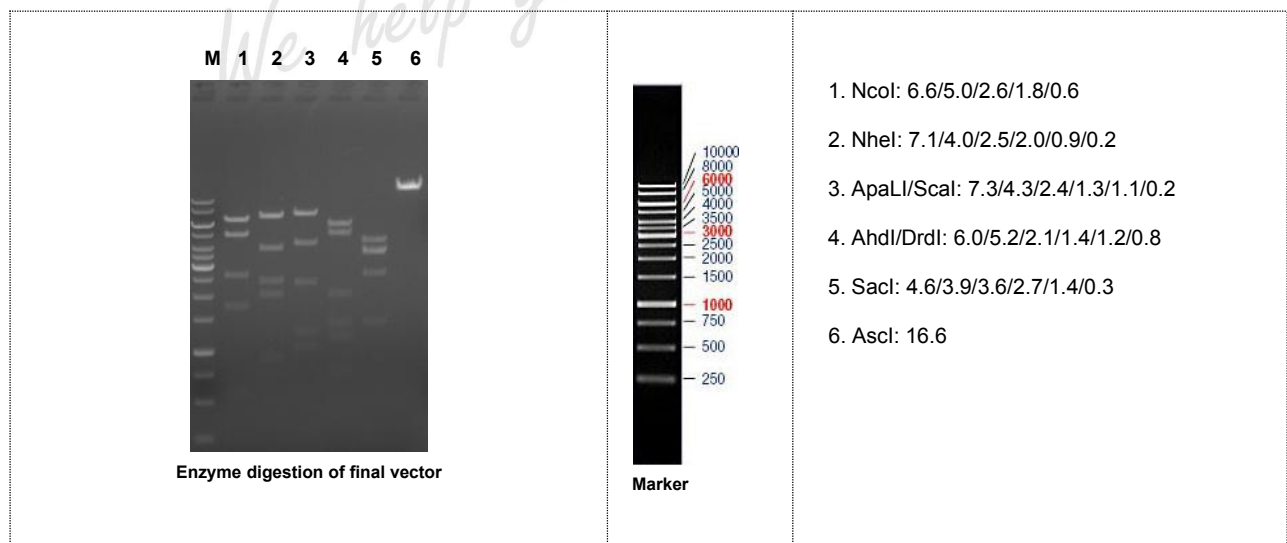 We help y
M 1 2 3 4 5 6
Enzyme digestion of final vector
10000
8000
6000
5000
4000
3500
3000
2500
2000
1500
1000
750
500
250
Marker
1. NcoI: 6.6/5.0/2.6/1.8/0.6
2. NheI: 7.1/4.0/2.5/2.0/0.9/0.2
3. ApaLI/ScaI: 7.3/4.3/2.4/1.3/1.1/0.2
4. AhdI/DrdI: 6.0/5.2/2.1/1.4/1.2/0.8
5. SacI: 4.6/3.9/3.6/2.7/1.4/0.3
6. AscI: 16.6